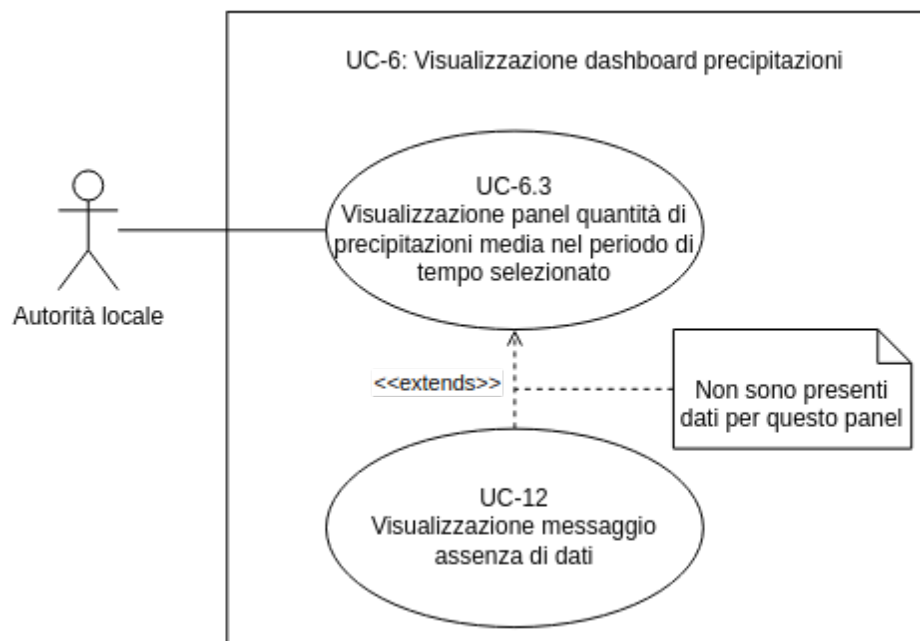 UC-6: Visualizzazione dashboard precipitazioni
UC-6.3
Visualizzazione panel quantità di
precipitazioni media nel periodo di
tempo selezionato
Autorità locale
<<extends>>
Non sono presenti
dati per questo panel
UC-12
Visualizzazione messaggio
assenza di dati